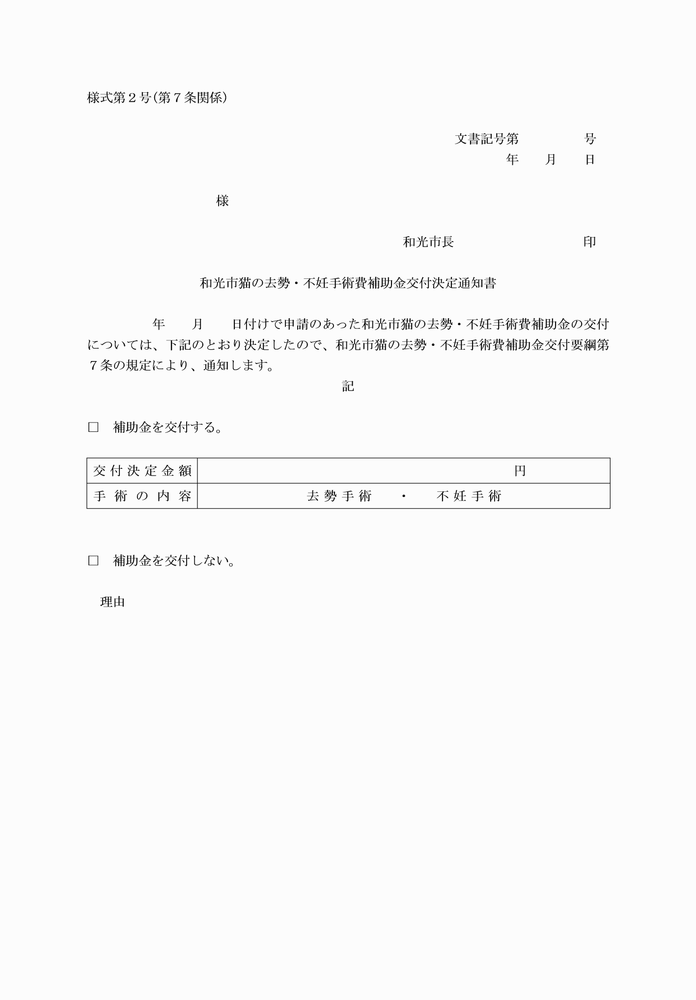 様式第２号(第７条関係)
文書記号第　　　　　号
年　　月　　日
様
和光市長　　　　　　　　　　印
和光市猫の去勢・不妊手術費補助金交付決定通知書
年　　月　　日付けで申請のあった和光市猫の去勢・不妊手術費補助金の交付
については、下記のとおり決定したので、和光市猫の去勢・不妊手術費補助金交付要綱第
７条の規定により、通知します。
記
□　補助金を交付する。
交付決定金額　　円
手術の内容　　去勢手術　・　不妊手術
□　補助金を交付しない。
理由